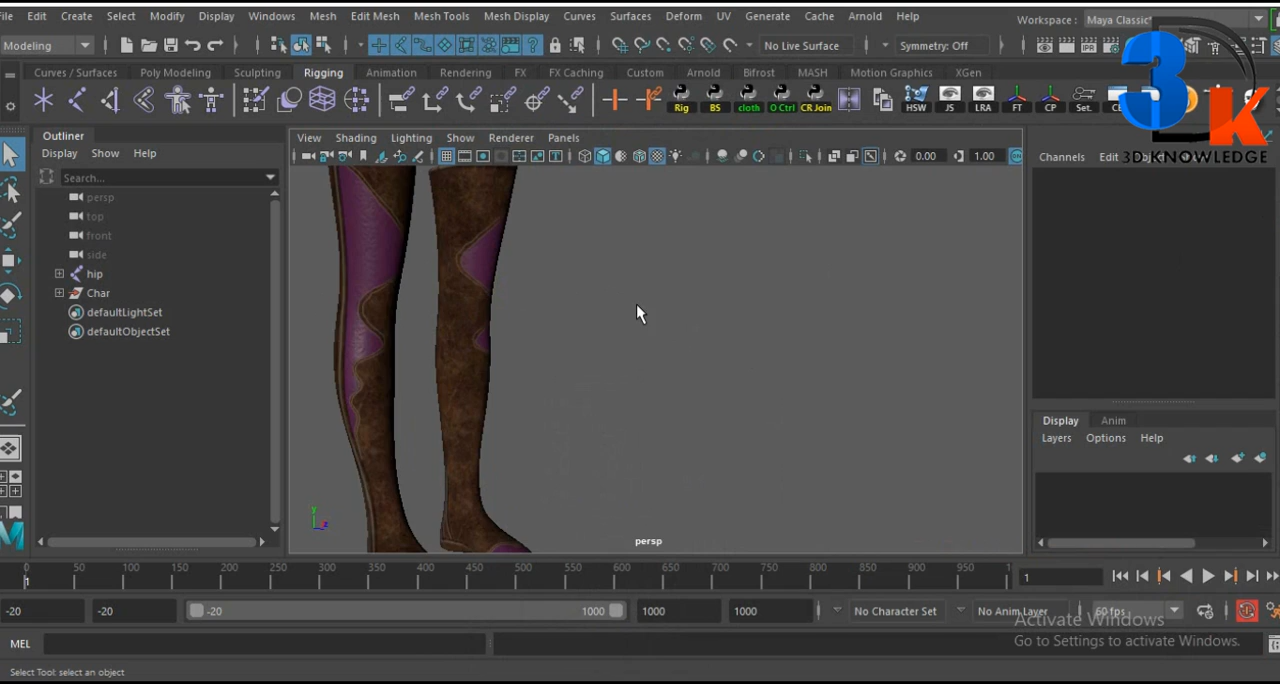 File Edit Create Select Modify Display Windows Mesh Edit Mesh Mesh Tools Mesh Display Curves Surfaces Deform UV Generate Cache Arnold Help Workspace : Maya Classic*
Modeling No Live Surface Symmetry: Off
Curves / Surfaces Poly Modeling Sculpting Rigging Animation Rendering FX FX Caching Custom Arnold Bifrost MASH Motion Graphics XGen
Rig BS cloth O Ctrl CR Join HSW JS LRA FT CP Set.
3K
3D KNOWLEDGE
Outliner
Display Show Help
Search...
persp
top
front
side
hip
Char
defaultLightSet
defaultObjectSet
View Shading Lighting Show Renderer Panels
0.00 1.00
y
z
persp
Channels Edit
Display Anim
Layers Options Help
0 50 100 150 200 250 300 350 400 450 500 550 600 650 700 750 800 850 900 950
1
1
-20 -20 -20 1000 1000 1000 No Character Set No Anim Layer 60 fps
Activate Windows
Go to Settings to activate Windows.
MEL
Select Tool: select an object